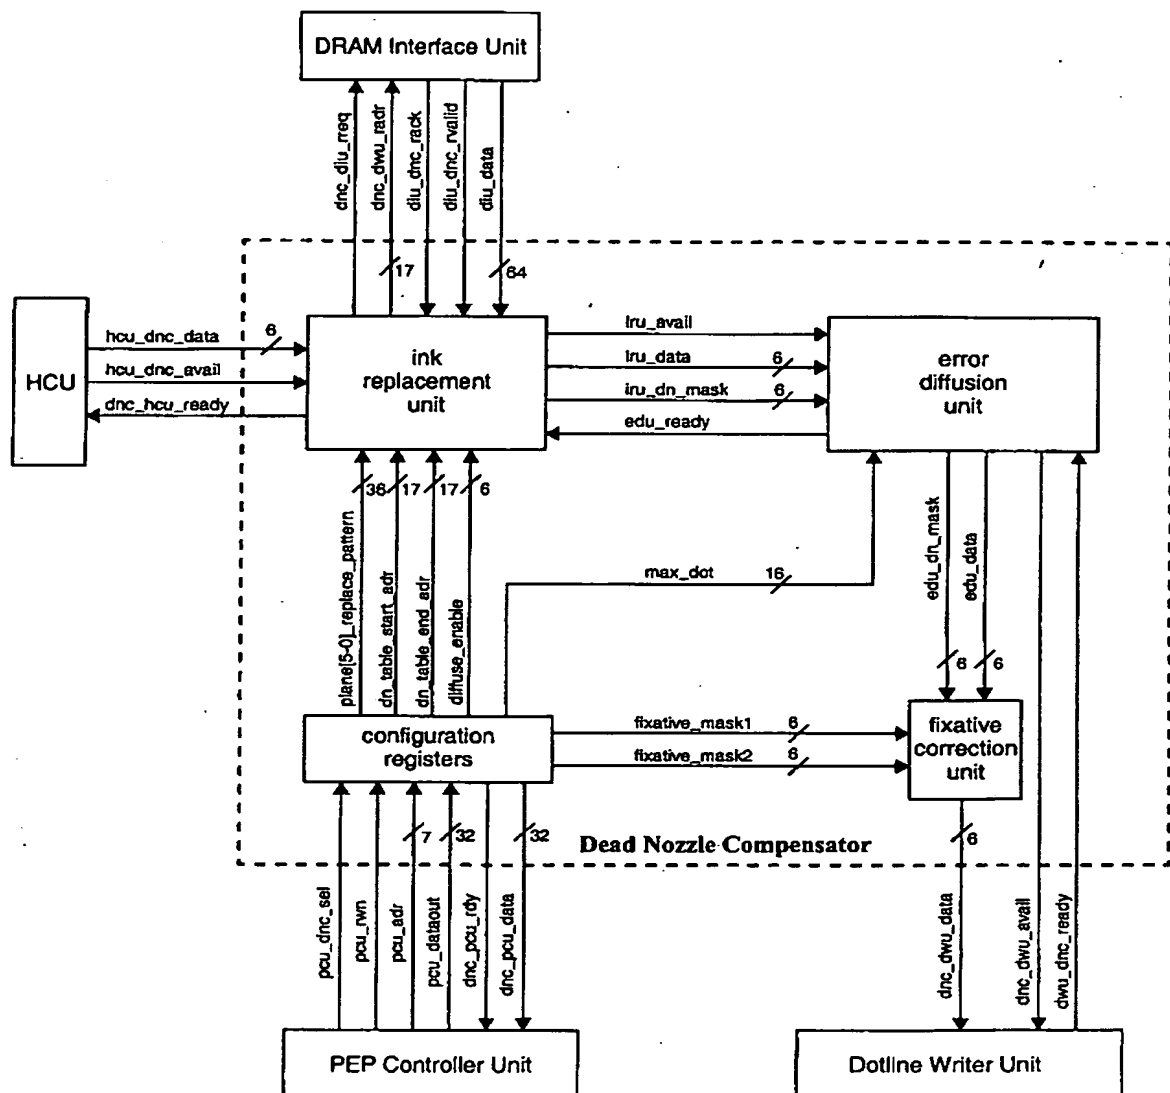 DRAM Interface Unit
dnc_diu_rreq
dnc_dwu_radr
diu_dnc_rack
diu_dnc_rvalid
diu_data
17
64
HCU
hcu_dnc_data
6
hcu_dnc_avail
dnc_hcu_ready
ink
replacement
unit
iru_avail
iru_data
6
iru_dn_mask
6
edu_ready
error
diffusion
unit
36
17
17
6
plane[5-0]_replace_pattern
dn_table_start_adr
dn_table_end_adr
diffuse_enable
max_dot
16
edu_dn_mask
edu_data
6
6
configuration
registers
fixative_mask1
6
fixative_mask2
6
fixative
correction
unit
7
32
32
6
Dead Nozzle Compensator
pcu_dnc_sel
pcu_rwn
pcu_adr
pcu_dataout
dnc_pcu_rdy
dnc_pcu_data
dnc_dwu_data
dnc_dwu_avail
dwu_dnc_ready
PEP Controller Unit
Dotline Writer Unit